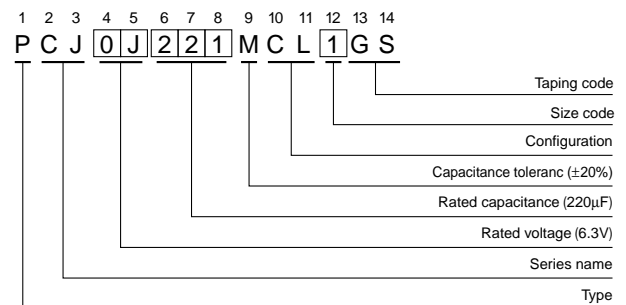 1 2 3 4 5 6 7 8 9 10 11 12 13 14
P C J 0 J 2 2 1 M C L 1 G S
Taping code
Size code
Configuration
Capacitance toleranc (±20%)
Rated capacitance (220μF)
Rated voltage (6.3V)
Series name
Type